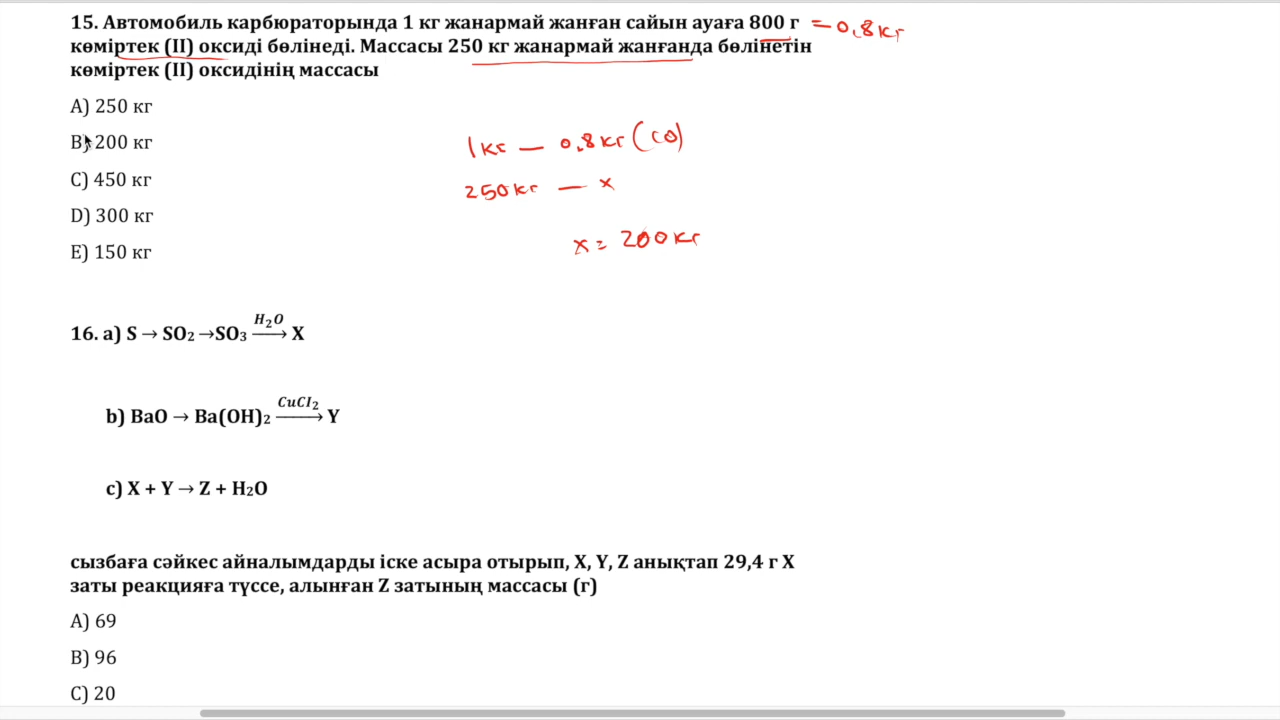 15. Автомобиль карбюраторында 1 кг жанармай жанған сайын ауаға 800 г = 0,8кг
көміртек (II) оксиді бөлінеді. Массасы 250 кг жанармай жанғанда бөлінетін
көміртек (II) оксидінің массасы
A) 250 кг
B) 200 кг
C) 450 кг
D) 300 кг
E) 150 кг
1кг — 0,8кг (CO)
250кг — x
x = 200кг
16. a) S → SO₂ →SO₃ →(H₂O) X
b) BaO → Ba(OH)₂ →(CuCI₂) Y
c) X + Y → Z + H₂O
сызбаға сәйкес айналымдарды іске асыра отырып, X, Y, Z анықтап 29,4 г X
заты реакцияға түссе, алынған Z затының массасы (г)
A) 69
B) 96
C) 20